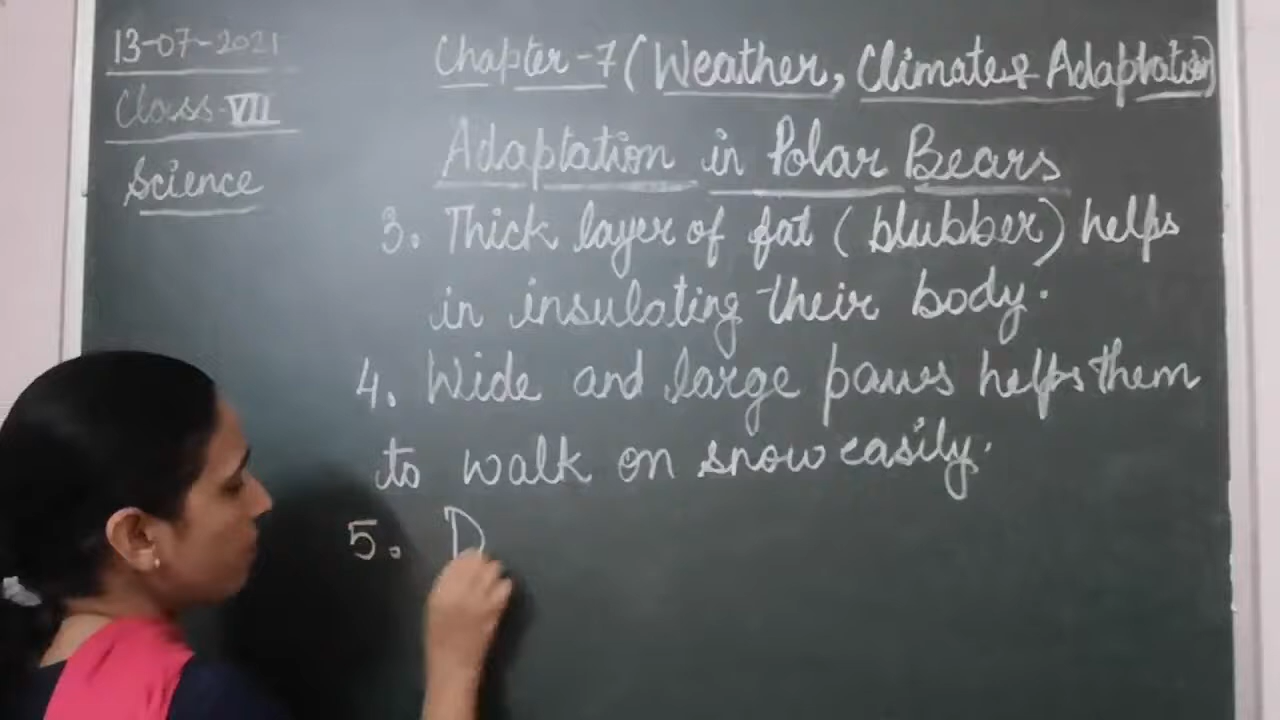 13-07-2021
Class-VII
Science
Chapter-7 (Weather, Climate & Adaptation)
Adaptation in Polar Bears
3. Thick layer of fat (blubber) helps
in insulating their body.
4. Wide and large paws helps them
to walk on snow easily.
5. D